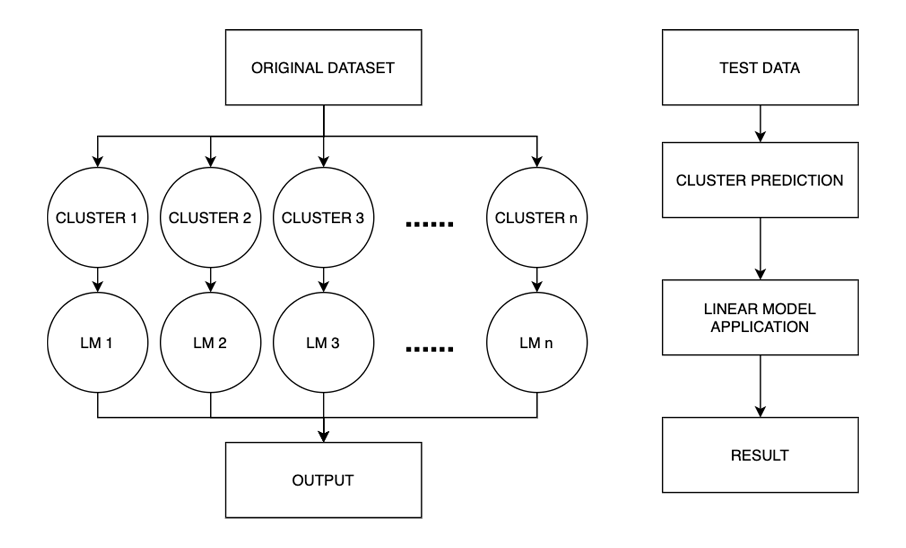 ORIGINAL DATASET
CLUSTER 1
CLUSTER 2
CLUSTER 3
......
CLUSTER n
LM 1
LM 2
LM 3
......
LM n
OUTPUT
TEST DATA
CLUSTER PREDICTION
LINEAR MODEL
APPLICATION
RESULT